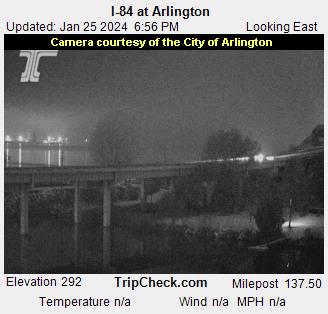 I-84 at Arlington
Updated: Jan 25 2024 6:56 PM Looking East
Camera courtesy of the City of Arlington
Elevation 292 TripCheck.com Milepost 137.50
Temperature n/a Wind n/a MPH n/a